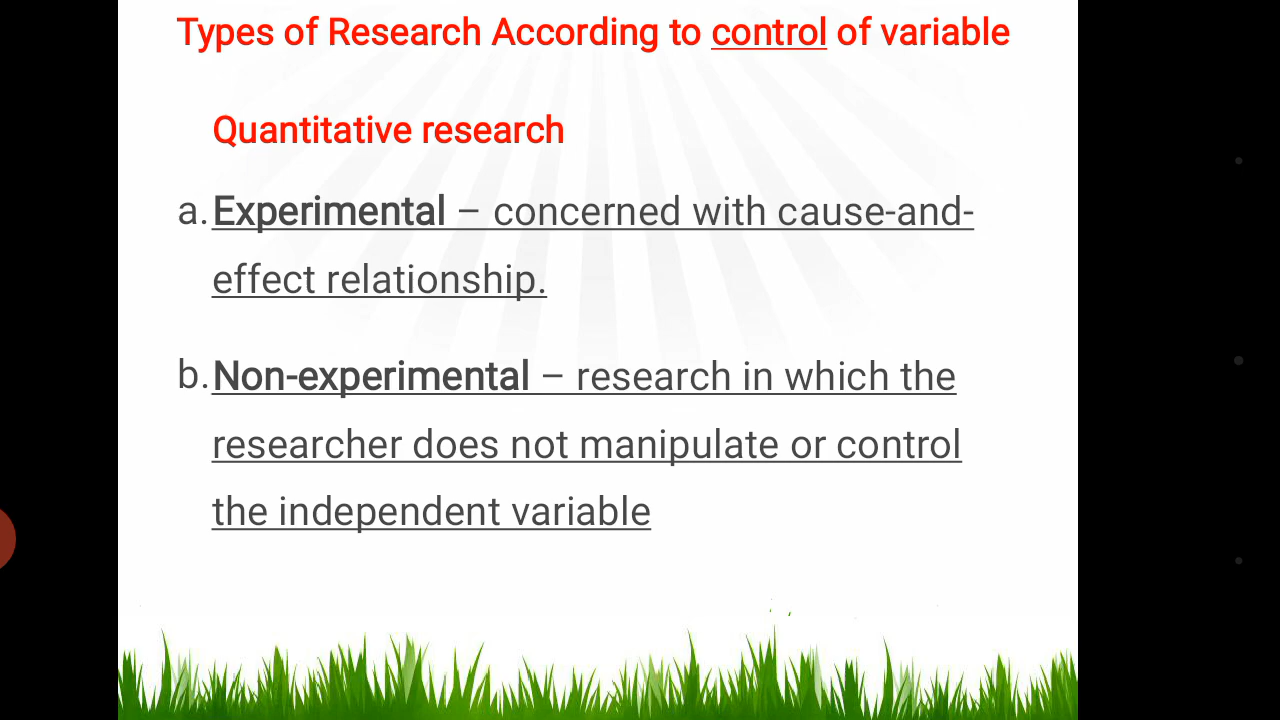 Types of Research According to control of variable
Quantitative research
a. Experimental – concerned with cause-and-
effect relationship.
b. Non-experimental – research in which the
researcher does not manipulate or control
the independent variable